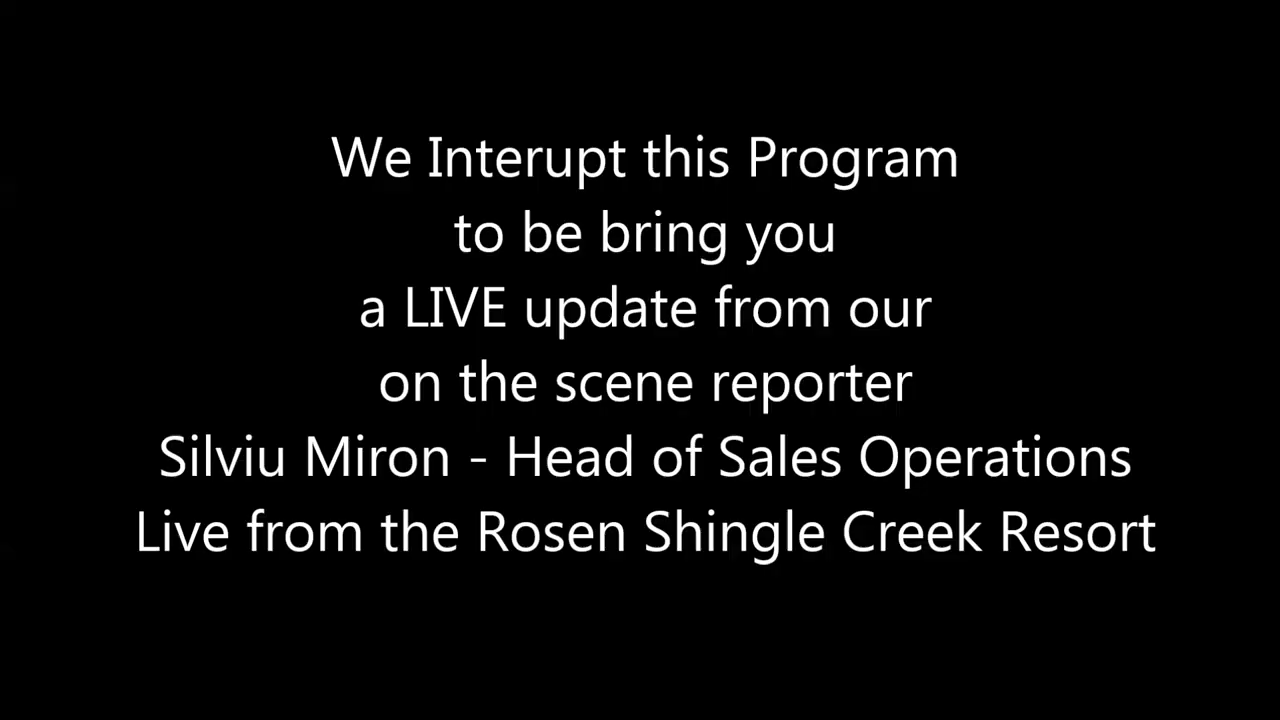 We Interupt this Program
to be bring you
a LIVE update from our
on the scene reporter
Silviu Miron - Head of Sales Operations
Live from the Rosen Shingle Creek Resort